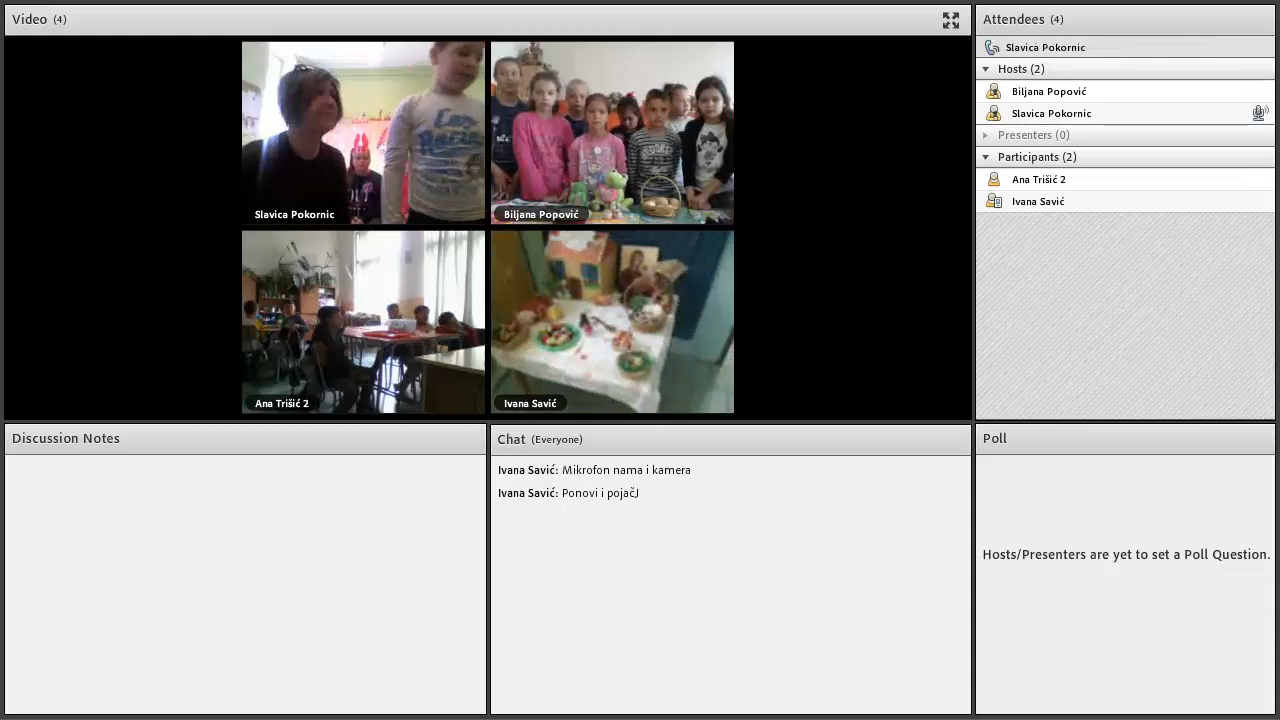 Video (4)
Slavica Pokornic
Biljana Popović
Ana Trišić 2
Ivana Savić
Attendees (4)
Slavica Pokornic
Hosts (2)
Biljana Popović
Slavica Pokornic
Presenters (0)
Participants (2)
Ana Trišić 2
Ivana Savić
Discussion Notes
Chat (Everyone)
Ivana Savić: Mikrofon nama i kamera
Ivana Savić: Ponovi i pojačJ
Poll
Hosts/Presenters are yet to set a Poll Question.